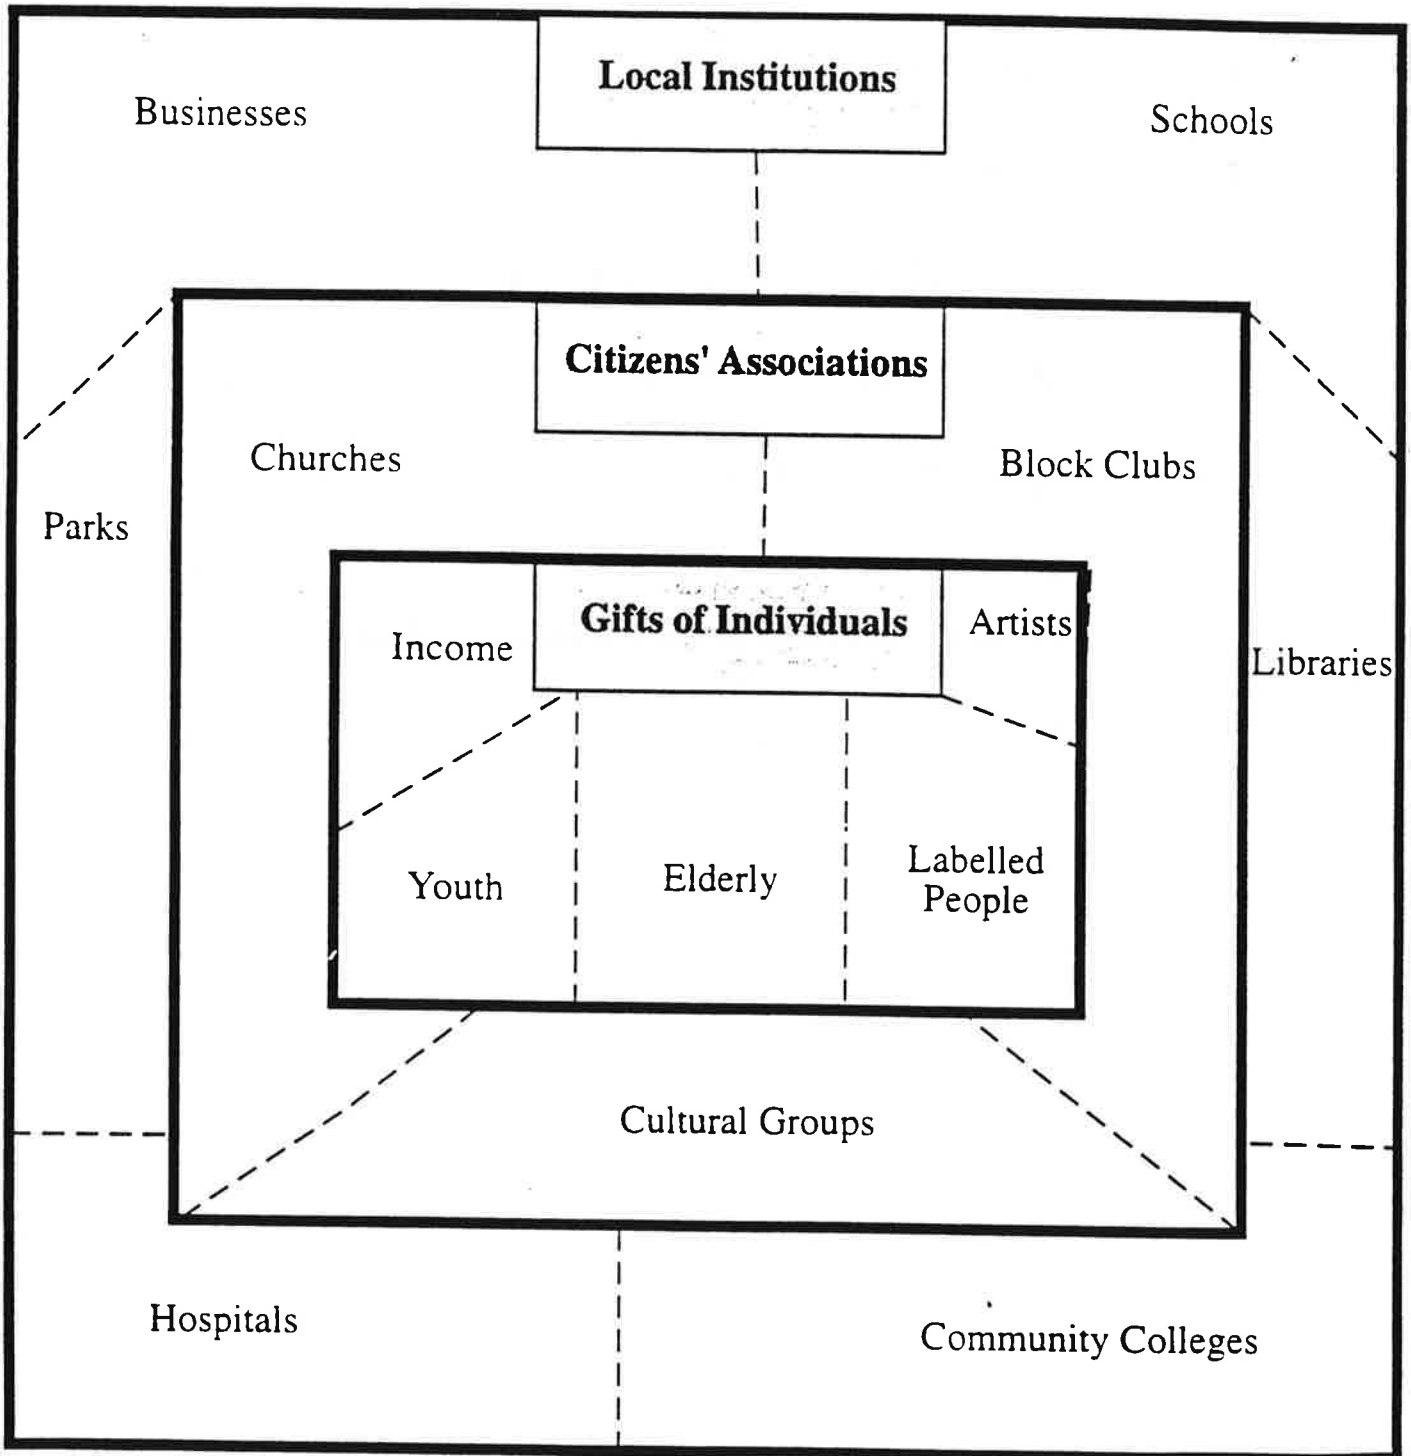 Local Institutions
Businesses
Schools
Citizens' Associations
Churches
Block Clubs
Parks
Gifts of Individuals
Artists
Income
Libraries
Labelled
People
Youth
Elderly
Cultural Groups
Hospitals
Community Colleges